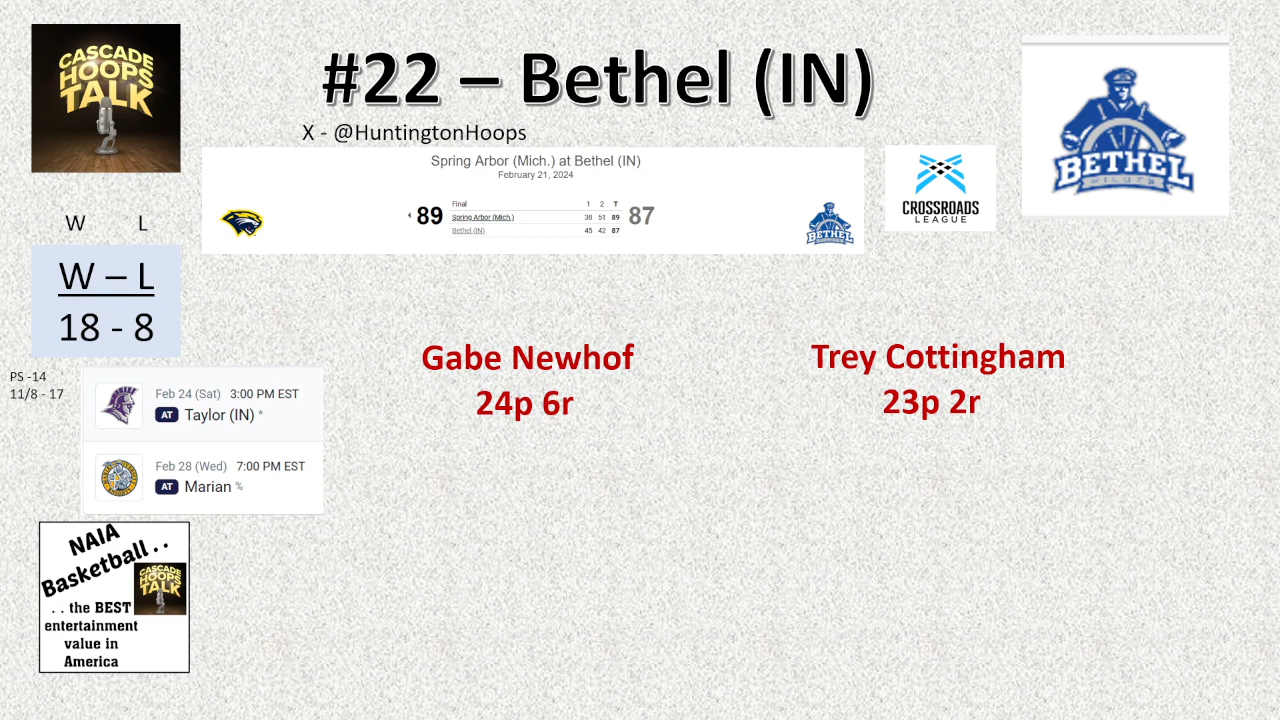 CASCADE
HOOPS
TALK
#22 – Bethel (IN)
X - @HuntingtonHoops
Spring Arbor (Mich.) at Bethel (IN)
February 21, 2024
89
Final 1 2 T
Spring Arbor (Mich.) 38 51 89
Bethel (IN) 45 42 87
87
BETHEL
CROSSROADS
LEAGUE
BETHEL
W L
W – L
18 - 8
PS -14
11/8 - 17
Feb 24 (Sat) 3:00 PM EST
AT Taylor (IN) *
Feb 28 (Wed) 7:00 PM EST
AT Marian %
Gabe Newhof
24p 6r
Trey Cottingham
23p 2r
NAIA
Basketball . .
CASCADE
HOOPS
TALK
. . the BEST
entertainment
value in
America